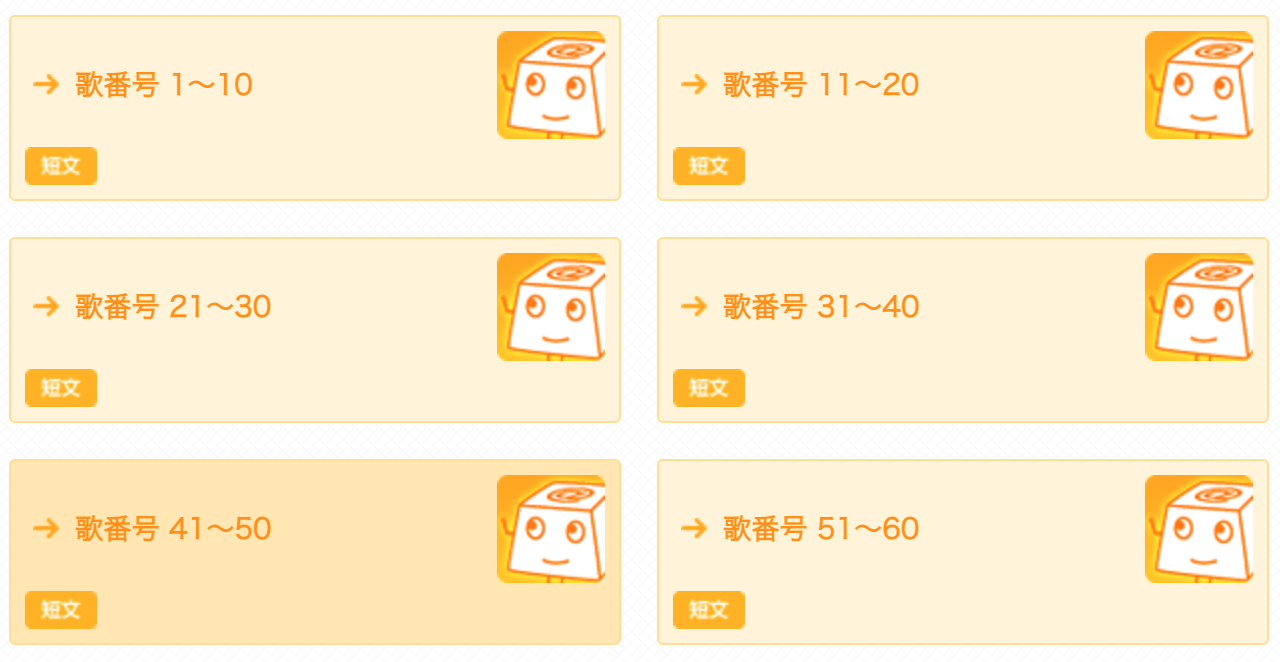 → 歌番号 1〜10
短文
→ 歌番号 11〜20
短文
→ 歌番号 21〜30
短文
→ 歌番号 31〜40
短文
→ 歌番号 41〜50
短文
→ 歌番号 51〜60
短文